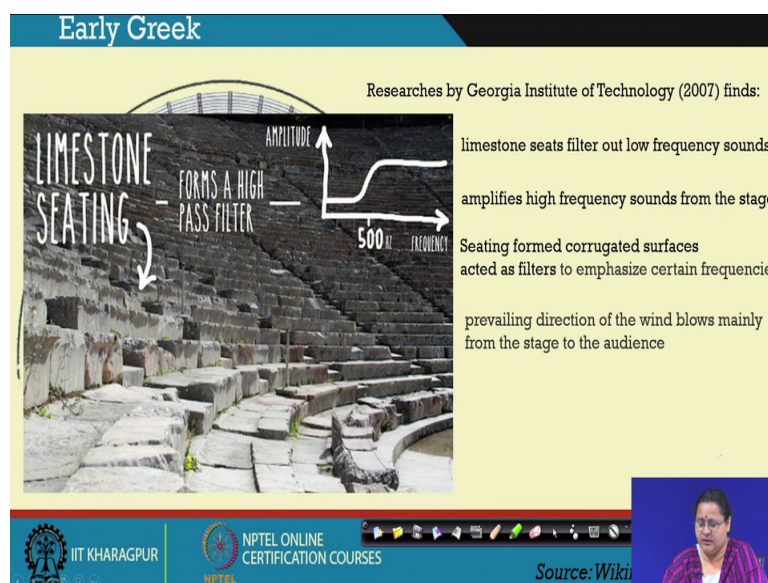 Early Greek
Researches by Georgia Institute of Technology (2007) finds:
LIMESTONE
SEATING
FORMS A HIGH
PASS FILTER
AMPLITUDE
500 HZ
FREQUENCY
limestone seats filter out low frequency sounds
amplifies high frequency sounds from the stage
Seating formed corrugated surfaces
acted as filters to emphasize certain frequencie
prevailing direction of the wind blows mainly
from the stage to the audience
IIT KHARAGPUR
NPTEL
NPTEL ONLINE
CERTIFICATION COURSES
Source:Wiki